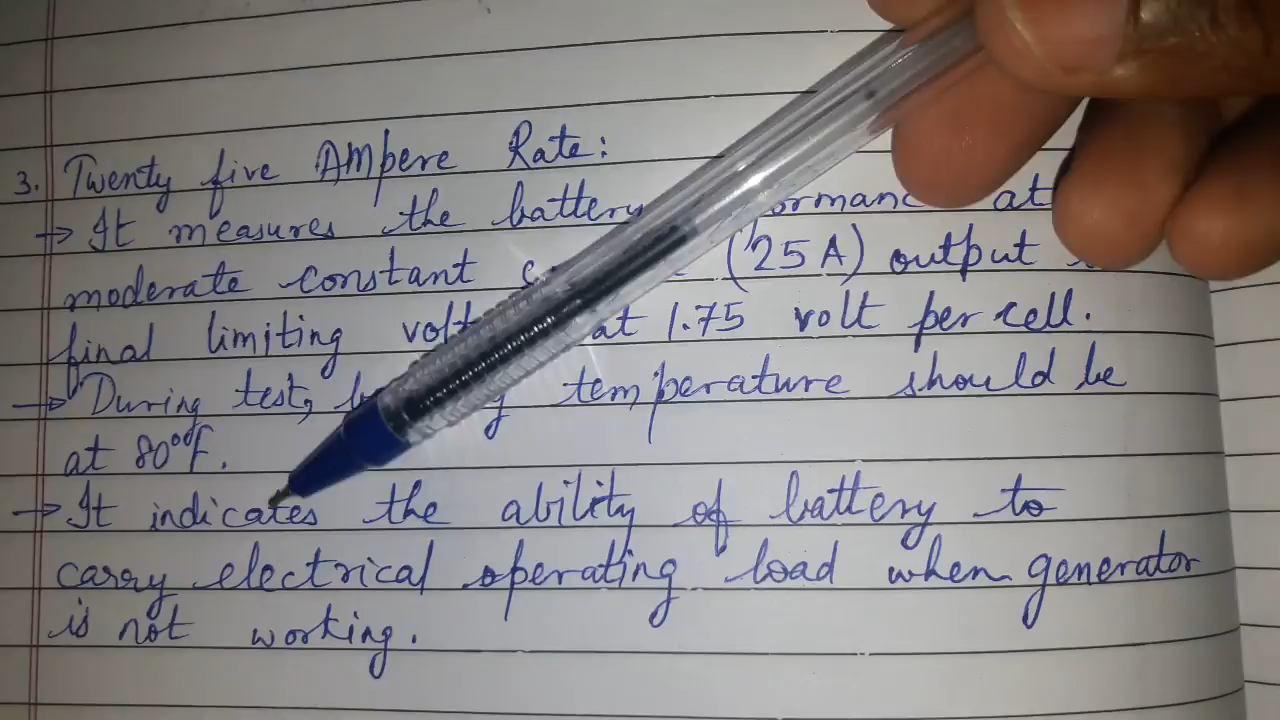 3. Twenty five Ampere Rate:
→ It measures the battery at
moderate constant (25 A) output
final limiting at 1.75 volt per cell.
→ During test, temperature should be
at 80°F.
→ It indicates the ability of battery to
carry electrical operating load when generator
is not working.